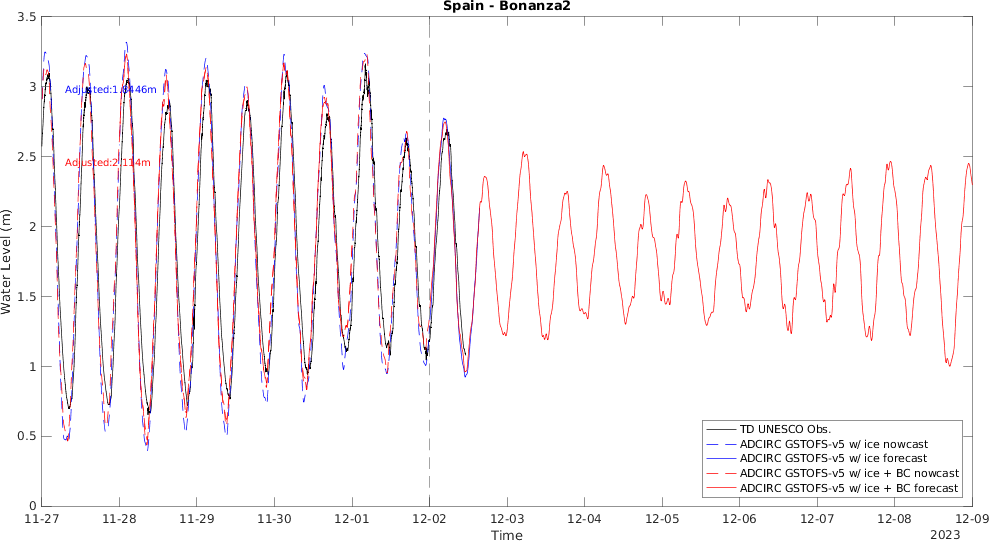 Spain - Bonanza2
3.5
3
2.5
2
1.5
1
0.5
0
Water Level (m)
Adjusted:1.8446m
Adjusted:2.114m
TD UNESCO Obs.
ADCIRC GSTOFS-v5 w/ ice nowcast
ADCIRC GSTOFS-v5 w/ ice forecast
ADCIRC GSTOFS-v5 w/ ice + BC nowcast
ADCIRC GSTOFS-v5 w/ ice + BC forecast
11-27 11-28 11-29 11-30 12-01 12-02 12-03 12-04 12-05 12-06 12-07 12-08 12-09
Time
2023